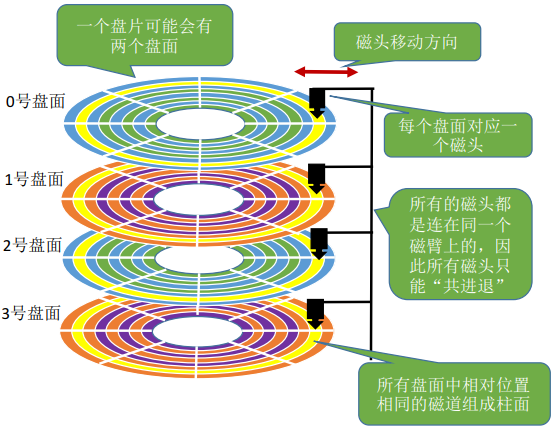 一个盘片可能会有
两个盘面
磁头移动方向
0号盘面
每个盘面对应一
个磁头
1号盘面
所有的磁头都
是连在同一个
磁臂上的，因
此所有磁头只
能“共进退”
2号盘面
3号盘面
所有盘面中相对位置
相同的磁道组成柱面